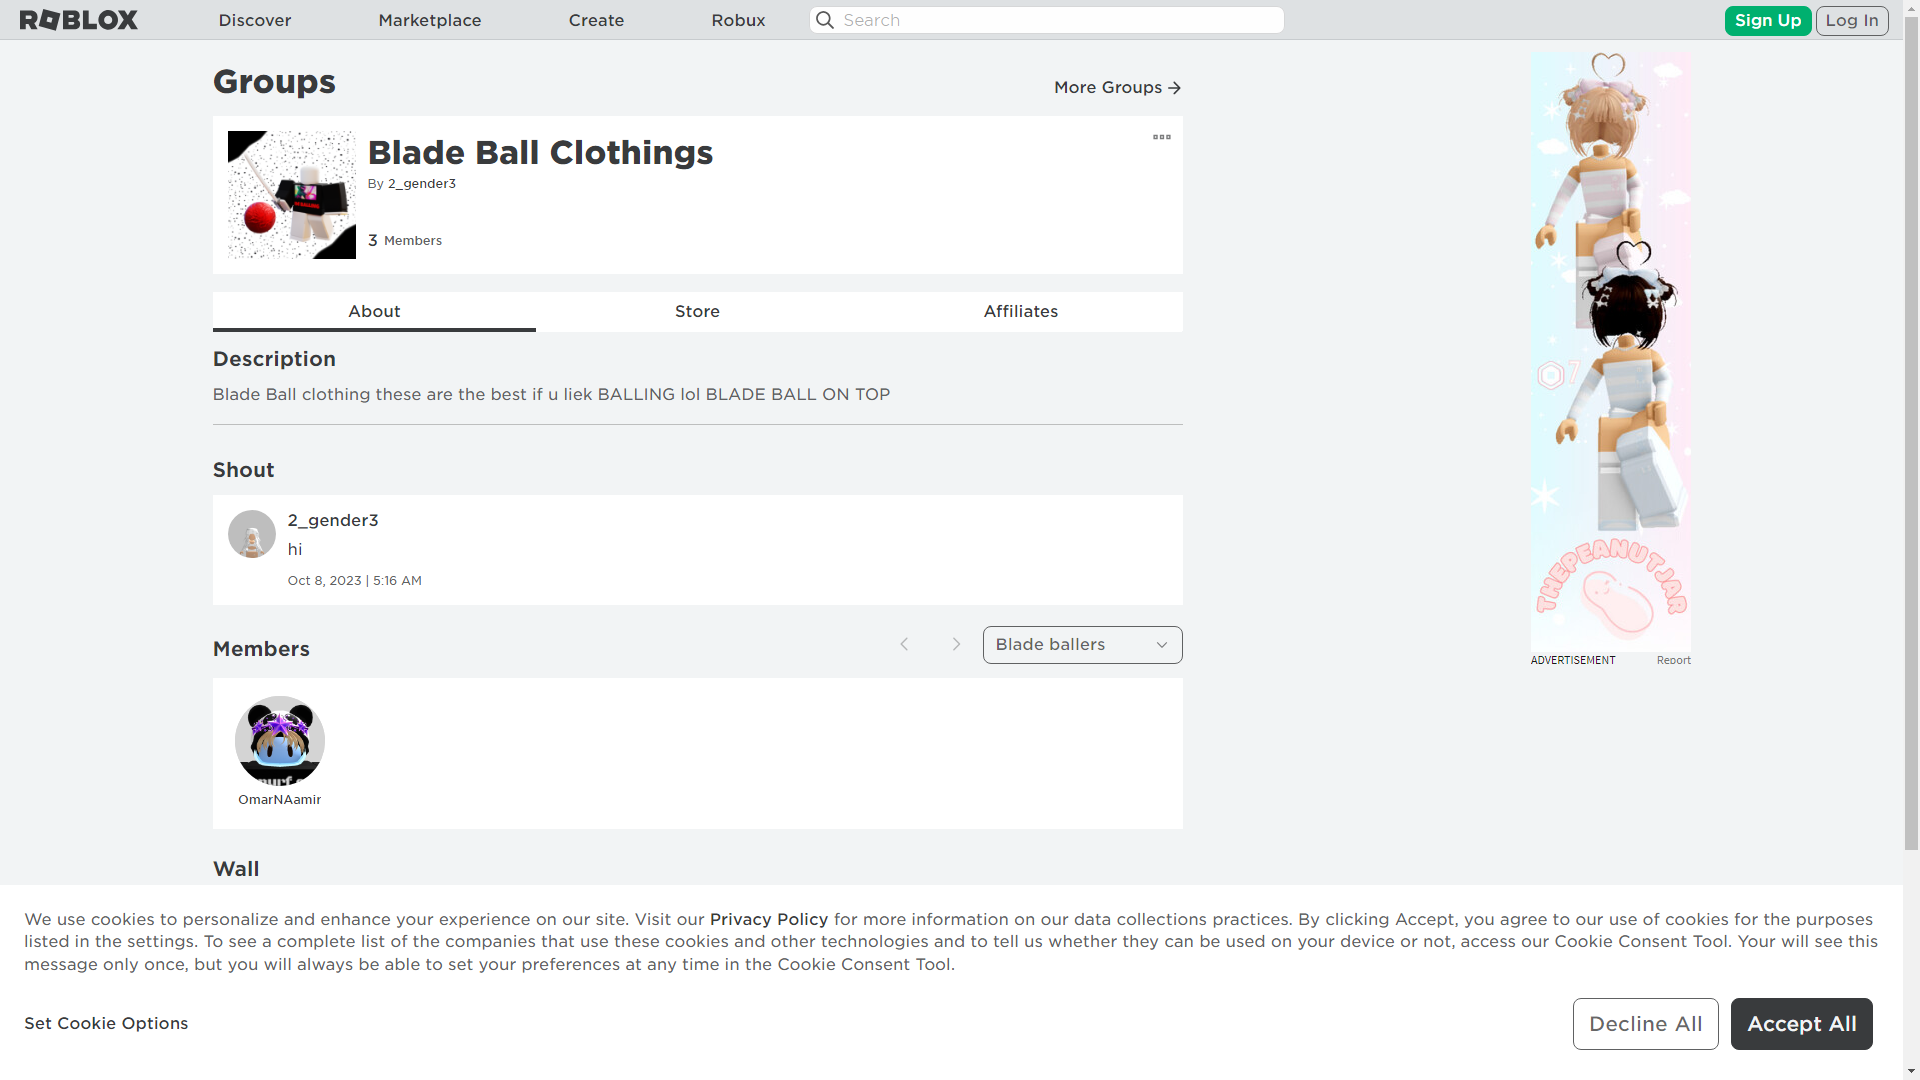 ROBLOX
Discover
Marketplace
Create
Robux
Search
Sign Up
Log In
Groups
More Groups
Blade Ball Clothings
By 2_gender3
3 Members
About
Store
Affiliates
Description
Blade Ball clothing these are the best if u liek BALLING lol BLADE BALL ON TOP
Shout
2_gender3
hi
Oct 8, 2023 | 5:16 AM
Members
Blade ballers
OmarNAamir
Wall
7
THEPEANUTJAR
ADVERTISEMENT
Report
We use cookies to personalize and enhance your experience on our site. Visit our Privacy Policy for more information on our data collections practices. By clicking Accept, you agree to our use of cookies for the purposes
listed in the settings. To see a complete list of the companies that use these cookies and other technologies and to tell us whether they can be used on your device or not, access our Cookie Consent Tool. Your will see this
message only once, but you will always be able to set your preferences at any time in the Cookie Consent Tool.
Set Cookie Options
Decline All
Accept All